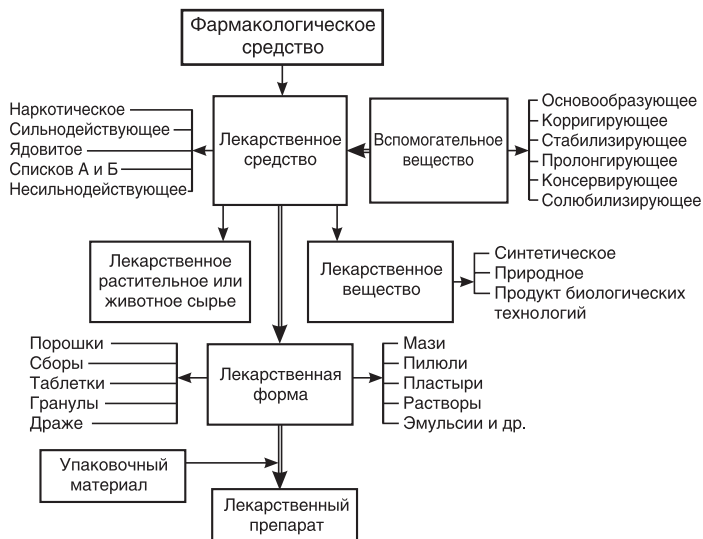 Фармакологическое
средство
Наркотическое
Сильнодействующее
Ядовитое
Списков А и Б
Несильнодействующее
Лекарственное
средство
Вспомогательное
вещество
Основообразующее
Корригирующее
Стабилизирующее
Пролонгирующее
Консервирующее
Солюбилизирующее
Лекарственное
растительное или
животное сырье
Лекарственное
вещество
Синтетическое
Природное
Продукт биологических
технологий
Порошки
Сборы
Таблетки
Гранулы
Драже
Лекарственная
форма
Мази
Пилюли
Пластыри
Растворы
Эмульсии и др.
Упаковочный
материал
Лекарственный
препарат